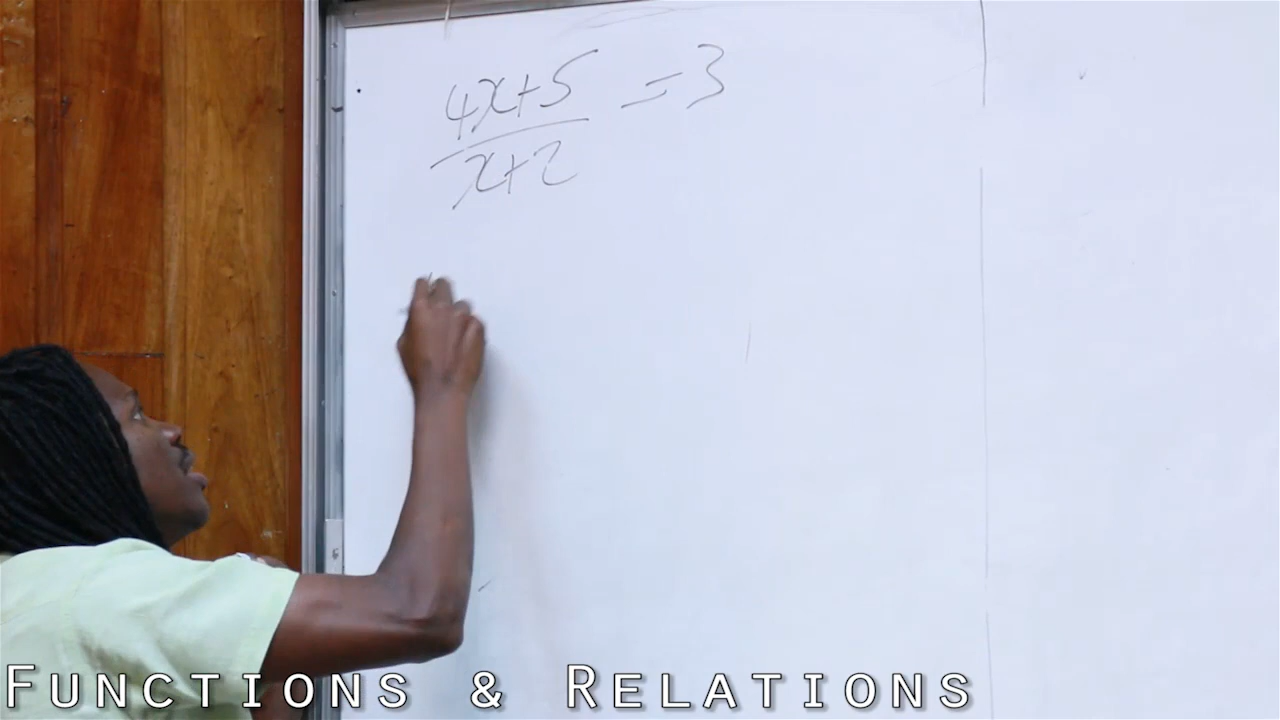 4x+5 = 3
x+2
Functions & Relations